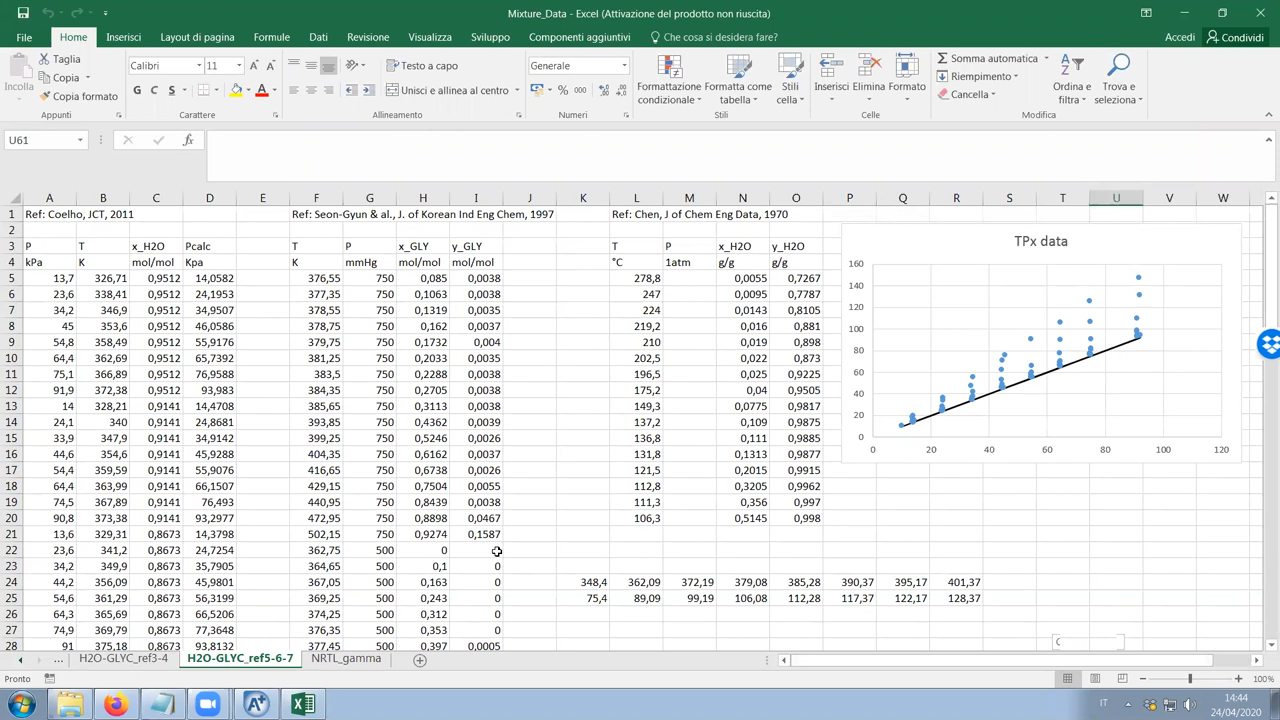 Mixture_Data - Excel (Attivazione del prodotto non riuscita)
File Home Inserisci Layout di pagina Formule Dati Revisione Visualizza Sviluppo Componenti aggiuntivi Che cosa si desidera fare? Accedi Condividi
Incolla Taglia Copia Copia formato Appunti
Calibri 11 G C S A A A Carattere
Testo a capo Unisci e allinea al centro Allineamento
Generale % 000 Numeri
Formattazione condizionale Formatta come tabella Stili cella Stili
Inserisci Elimina Formato Celle
Somma automatica Riempimento Cancella Ordina e filtra Trova e seleziona Modifica
U61 fx
A B C D E F G H I J K L M N O P Q R S T U V W
1 Ref: Coelho, JCT, 2011 Ref: Seon-Gyun & al., J. of Korean Ind Eng Chem, 1997 Ref: Chen, J of Chem Eng Data, 1970
2
3 P T x_H2O Pcalc T P x_GLY y_GLY T P x_H2O y_H2O
4 kPa K mol/mol Kpa K mmHg mol/mol mol/mol °C 1atm g/g g/g
5 13,7 326,71 0,9512 14,0582 376,55 750 0,085 0,0038 278,8 0,0055 0,7267
6 23,6 338,41 0,9512 24,1953 377,35 750 0,1063 0,0038 247 0,0095 0,7787
7 34,2 346,9 0,9512 34,9507 378,55 750 0,1319 0,0035 224 0,0143 0,8105
8 45 353,6 0,9512 46,0586 378,75 750 0,162 0,0037 219,2 0,016 0,881
9 54,8 358,49 0,9512 55,9176 379,75 750 0,1732 0,004 210 0,019 0,898
10 64,4 362,69 0,9512 65,7392 381,25 750 0,2033 0,0035 202,5 0,022 0,873
11 75,1 366,89 0,9512 76,9588 383,5 750 0,2288 0,0038 196,5 0,025 0,9225
12 91,9 372,38 0,9512 93,983 384,35 750 0,2705 0,0038 175,2 0,04 0,9505
13 14 328,21 0,9141 14,4708 385,65 750 0,3113 0,0038 149,3 0,0775 0,9817
14 24,1 340 0,9141 24,8681 393,85 750 0,4362 0,0039 137,2 0,109 0,9875
15 33,9 347,9 0,9141 34,9142 399,25 750 0,5246 0,0026 136,8 0,111 0,9885
16 44,6 354,6 0,9141 45,9288 404,35 750 0,6162 0,0037 131,8 0,1313 0,9877
17 54,4 359,59 0,9141 55,9076 416,65 750 0,6738 0,0026 121,5 0,2015 0,9915
18 64,4 363,99 0,9141 66,1507 429,15 750 0,7504 0,0055 112,8 0,3205 0,9962
19 74,5 367,89 0,9141 76,493 440,95 750 0,8439 0,0038 111,3 0,356 0,997
20 90,8 373,38 0,9141 93,2977 472,95 750 0,8898 0,0467 106,3 0,5145 0,998
21 13,6 329,31 0,8673 14,3798 502,15 750 0,9274 0,1587
22 23,6 341,2 0,8673 24,7254 362,75 500 0 0
23 34,2 349,9 0,8673 35,7905 364,65 500 0,1 0
24 44,2 356,09 0,8673 45,9801 367,05 500 0,163 0 348,4 362,09 372,19 379,08 385,28 390,37 395,17 401,37
25 54,6 361,29 0,8673 56,3199 369,25 500 0,243 0 75,4 89,09 99,19 106,08 112,28 117,37 122,17 128,37
26 64,3 365,69 0,8673 66,5206 374,25 500 0,312 0
27 74,9 369,79 0,8673 77,3648 376,35 500 0,353 0
28 91 375,18 0,8673 93,8132 377,45 500 0,397 0,0005
TPx data
160
140
120
100
80
60
40
20
0
0 20 40 60 80 100 120
... H2O-GLYC_ref3-4 H2O-GLYC_ref5-6-7 NRTL_gamma
Pronto 100%
IT 14:44
24/04/2020